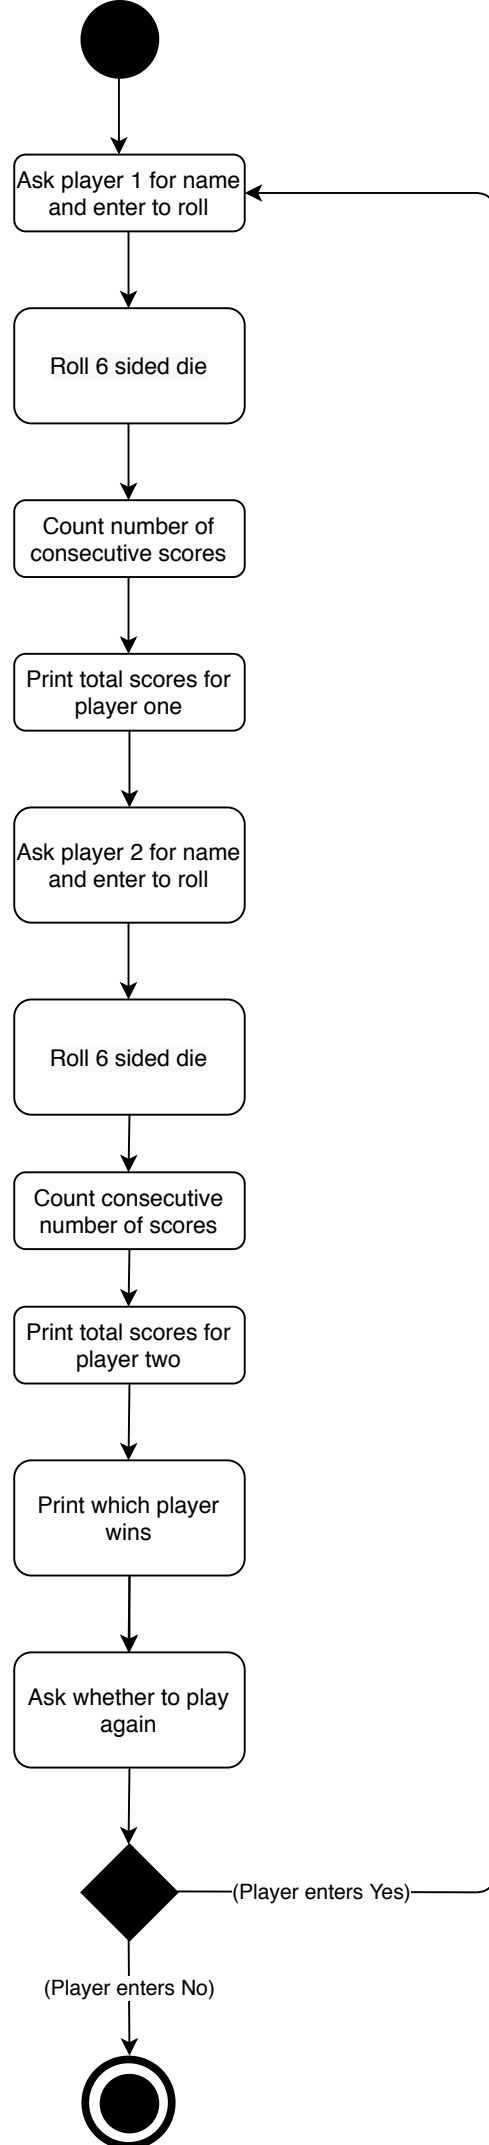 Ask player 1 for name
and enter to roll
Roll 6 sided die
Count number of
consecutive scores
Print total scores for
player one
Ask player 2 for name
and enter to roll
Roll 6 sided die
Count consecutive
number of scores
Print total scores for
player two
Print which player
wins
Ask whether to play
again
(Player enters Yes)
(Player enters No)